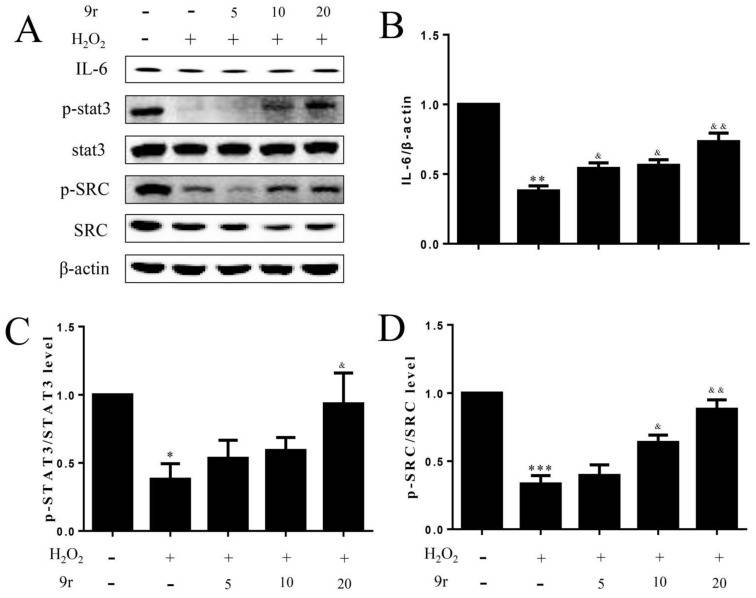 A
9r - - 5 10 20
H₂O₂ - + + + +
IL-6
p-stat3
stat3
p-SRC
SRC
β-actin
B
IL-6/β-actin
1.5
1.0
0.5
0.0
**
&
&
&&
C
p-STAT3/STAT3 level
1.5
1.0
0.5
0.0
*
&
H₂O₂ - + + + +
9r - - 5 10 20
D
p-SRC/SRC level
1.5
1.0
0.5
0.0
***
&
&&
H₂O₂ - + + + +
9r - - 5 10 20